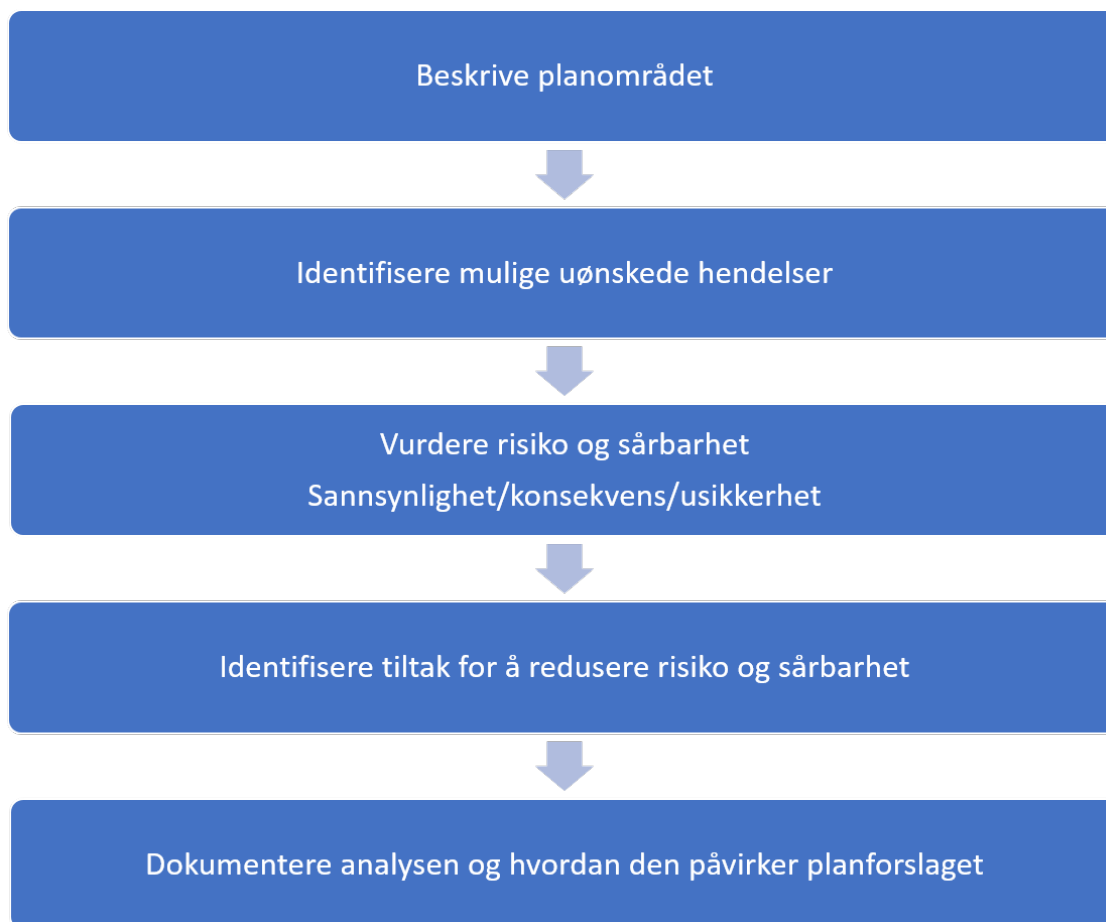 Beskrive planområdet
Identifisere mulige uønskede hendelser
Vurdere risiko og sårbarhet
Sannsynlighet/konsekvens/usikkerhet
Identifisere tiltak for å redusere risiko og sårbarhet
Dokumentere analysen og hvordan den påvirker planforslaget